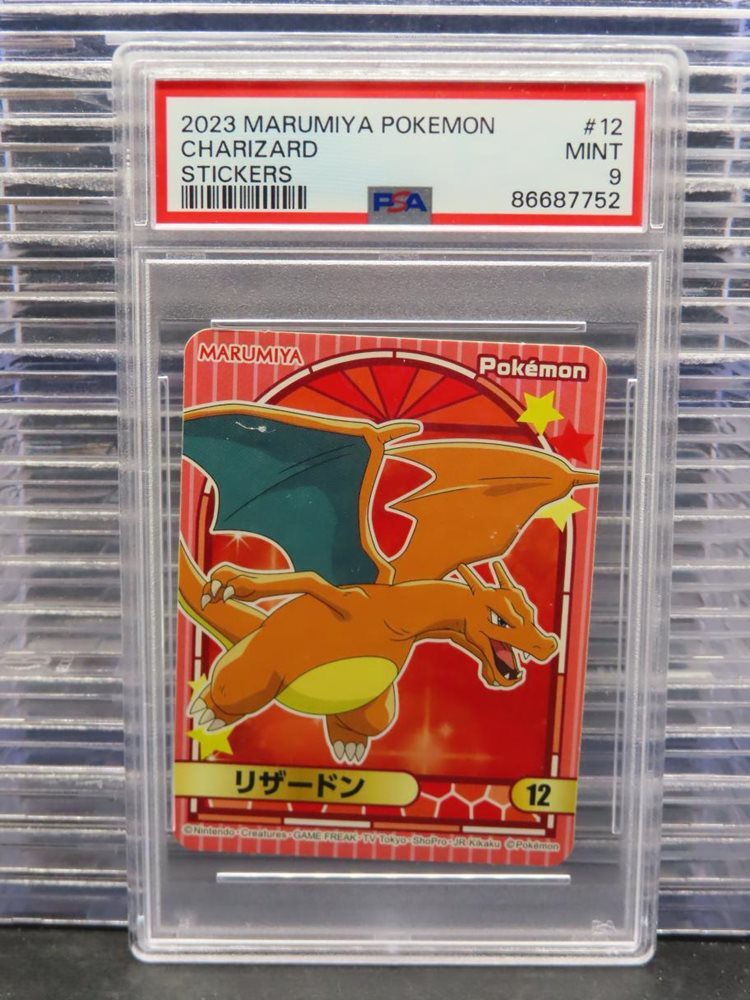 2023 MARUMIYA POKEMON #12
CHARIZARD MINT
STICKERS 9
PSA 86687752
MARUMIYA
Pokémon
リザードン
12
©Nintendo・Creatures・GAME FREAK・TV Tokyo・ShoPro・JR Kikaku ©Pokémon